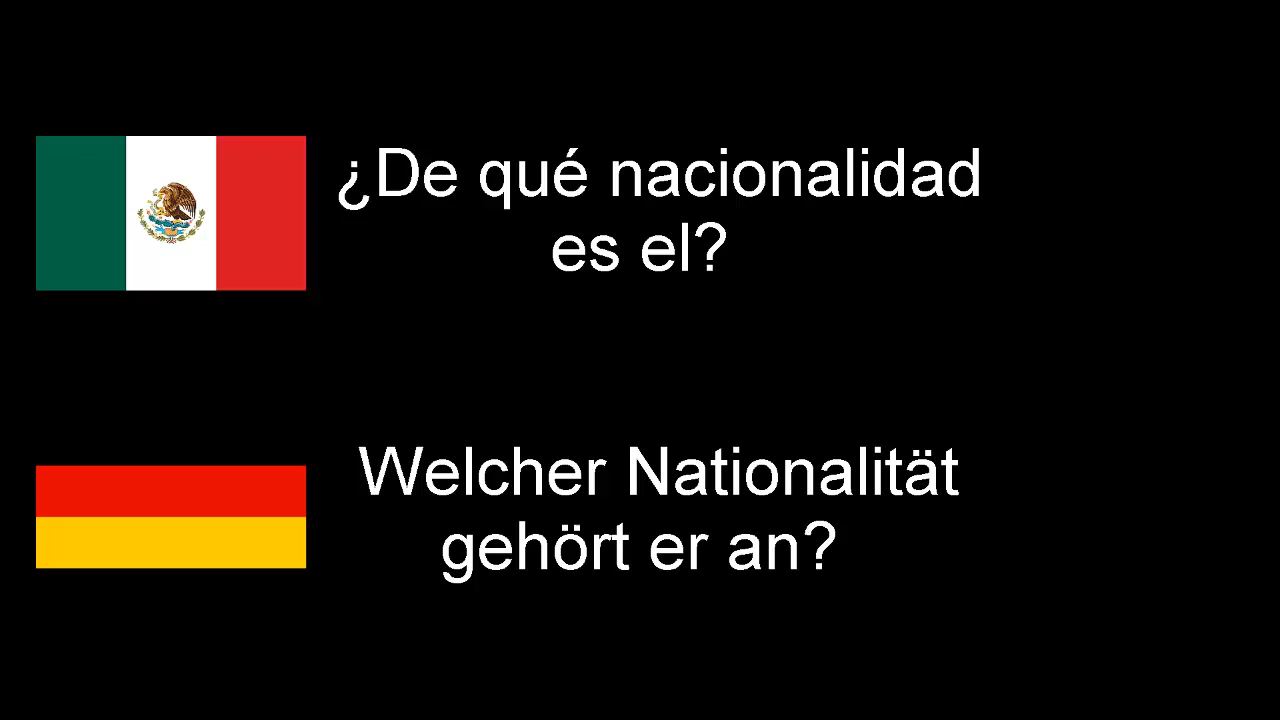 ¿De qué nacionalidad
es el?
Welcher Nationalität
gehört er an?